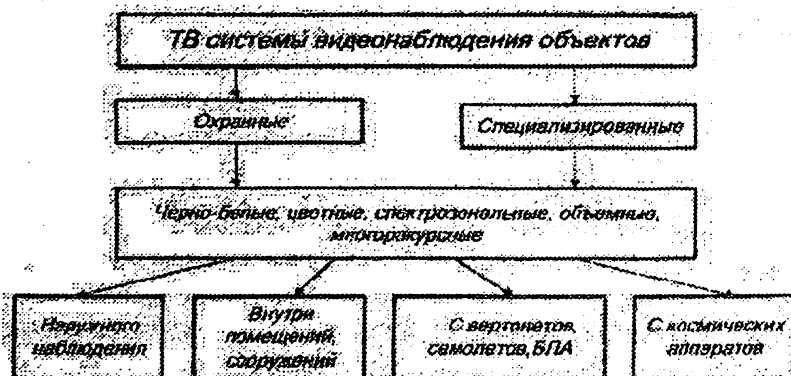 ТВ системы видеонаблюдения объектов
Охранные
Специализированные
Черно-белые, цветные, спектрозональные, объемные,
многоракурсные
Наружного
наблюдения
Внутри
помещений,
сооружений
С вертолетов,
самолетов, БЛА
С космических
аппаратов